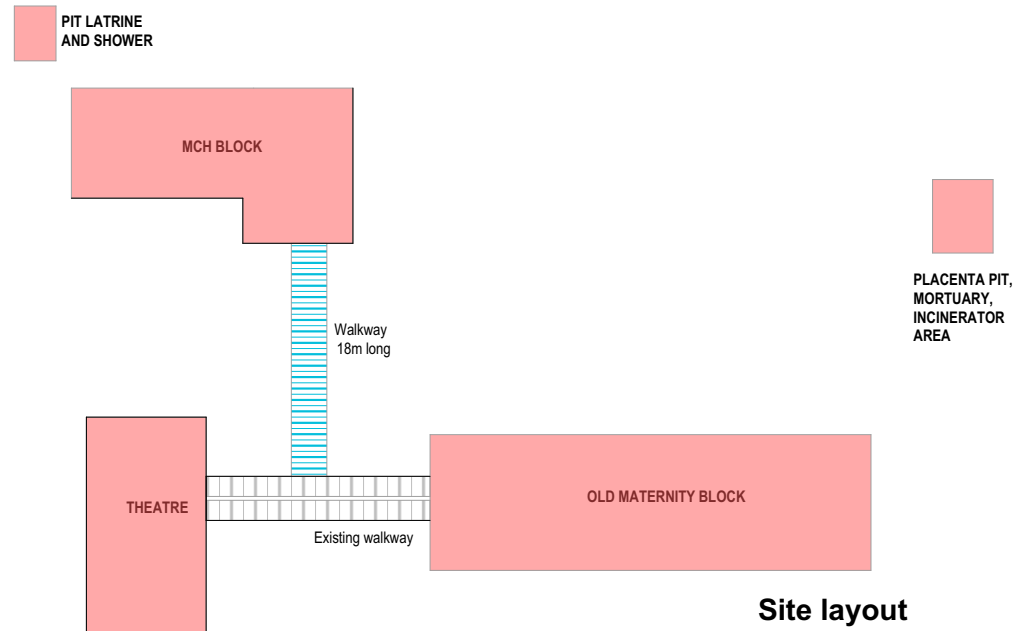 PIT LATRINE
AND SHOWER
MCH BLOCK
PLACENTA PIT,
MORTUARY,
INCINERATOR
AREA
Walkway
18m long
THEATRE
OLD MATERNITY BLOCK
Existing walkway
Site layout